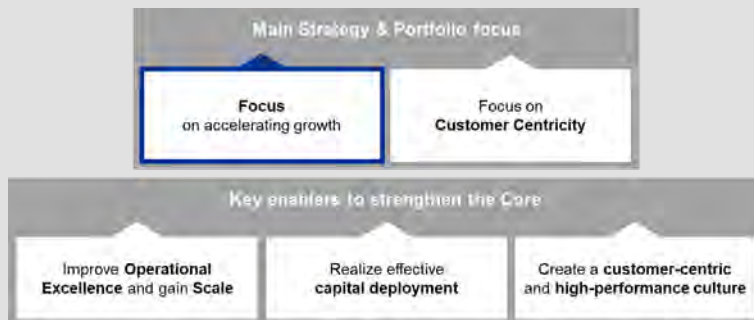 Main Strategy & Portfolio focus
Focus
on accelerating growth
Focus on
Customer Centricity
Key enablers to strengthen the Core
Improve Operational
Excellence and gain Scale
Realize effective
capital deployment
Create a customer-centric
and high-performance culture